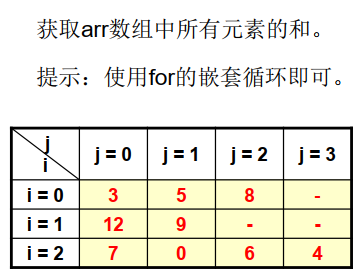 获取arr数组中所有元素的和。
提示：使用for的嵌套循环即可。
j
i
j = 0 j = 1 j = 2 j = 3
i = 0 3 5 8 -
i = 1 12 9 - -
i = 2 7 0 6 4